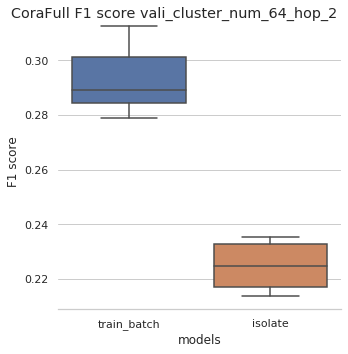 CoraFull F1 score vali_cluster_num_64_hop_2
0.30
0.28
0.26
0.24
0.22
F1 score
train_batch
isolate
models